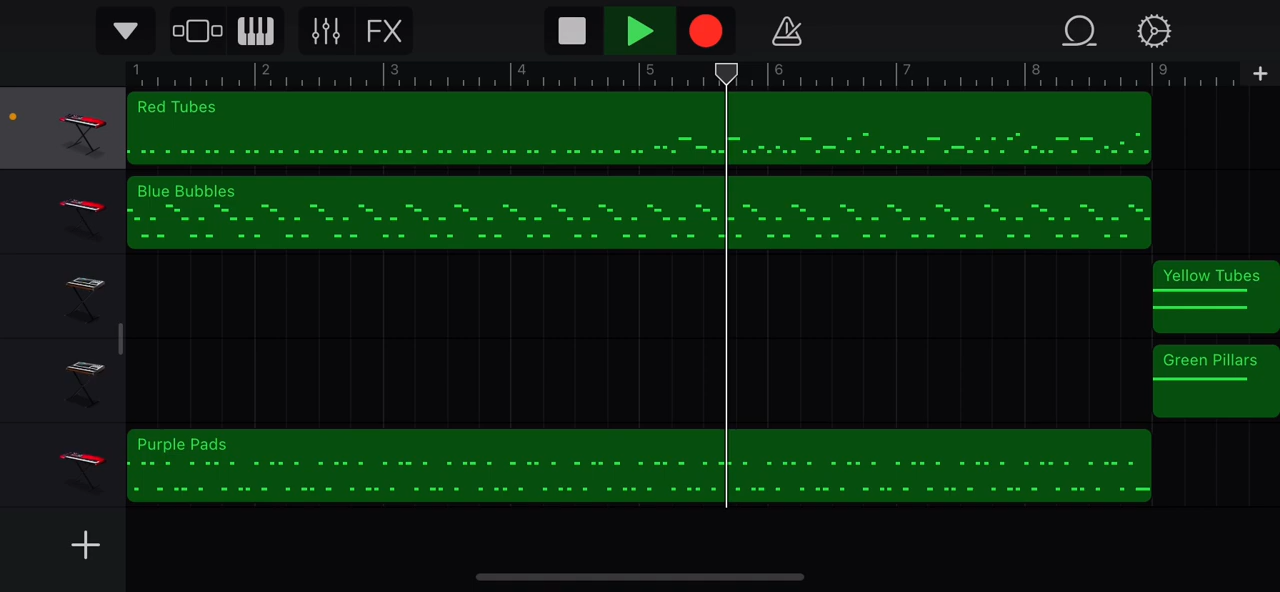 FX
1 2 3 4 5 6 7 8 9
Red Tubes
Blue Bubbles
Yellow Tubes
Green Pillars
Purple Pads